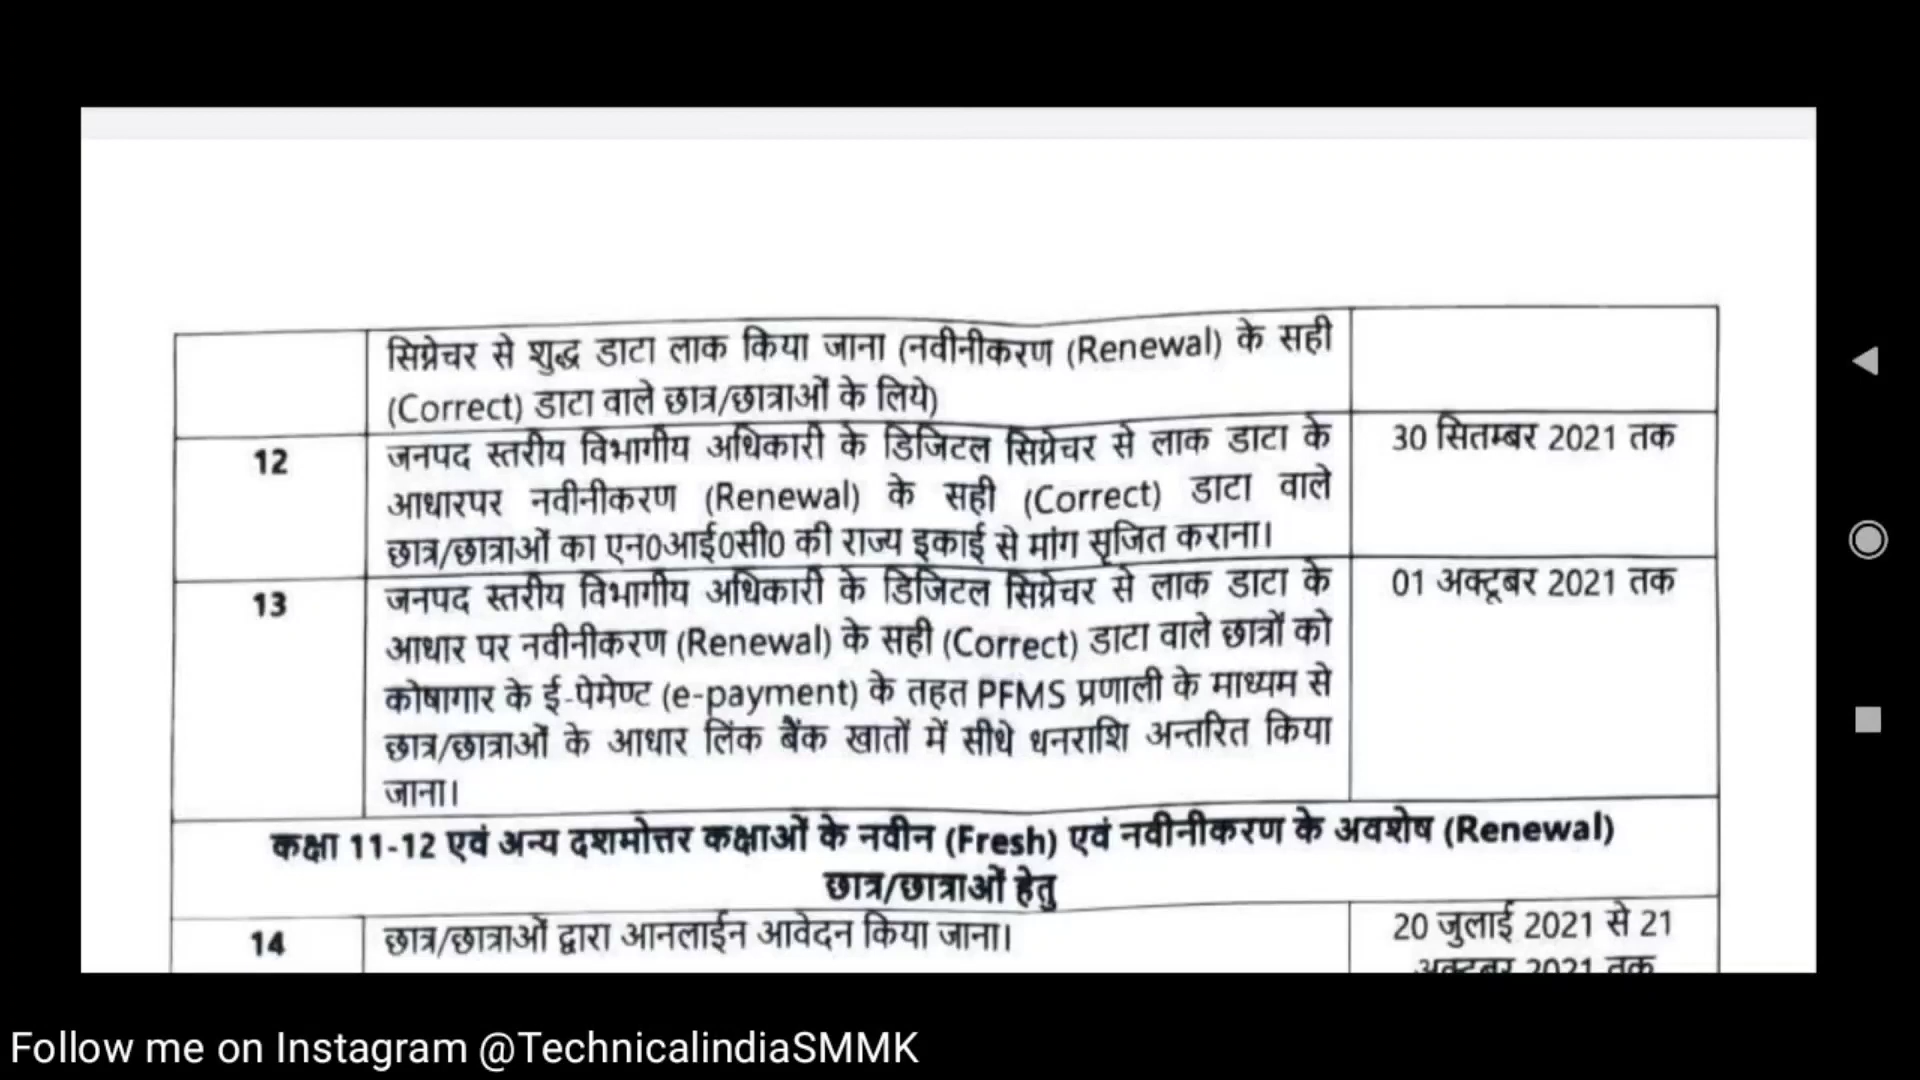 सिग्नेचर से शुद्ध डाटा लाक किया जाना (नवीनीकरण (Renewal) के सही
(Correct) डाटा वाले छात्र/छात्राओं के लिये)
12
जनपद स्तरीय विभागीय अधिकारी के डिजिटल सिग्नेचर से लाक डाटा के
30 सितम्बर 2021 तक
आधारपर नवीनीकरण (Renewal) के सही (Correct) डाटा वाले
छात्र/छात्राओं का एन0आई0सी0 की राज्य इकाई से मांग सृजित कराना।
13
जनपद स्तरीय विभागीय अधिकारी के डिजिटल सिग्नेचर से लाक डाटा के
01 अक्टूबर 2021 तक
आधार पर नवीनीकरण (Renewal) के सही (Correct) डाटा वाले छात्रों को
कोषागार के ई-पेमेण्ट (e-payment) के तहत PFMS प्रणाली के माध्यम से
छात्र/छात्राओं के आधार लिंक बैंक खातों में सीधे धनराशि अन्तरित किया
जाना।
कक्षा 11-12 एवं अन्य दशमोत्तर कक्षाओं के नवीन (Fresh) एवं नवीनीकरण के अवशेष (Renewal)
छात्र/छात्राओं हेतु
14
छात्र/छात्राओं द्वारा आनलाईन आवेदन किया जाना।
20 जुलाई 2021 से 21
अक्टूबर 2021 तक
Follow me on Instagram @TechnicalindiaSMMK